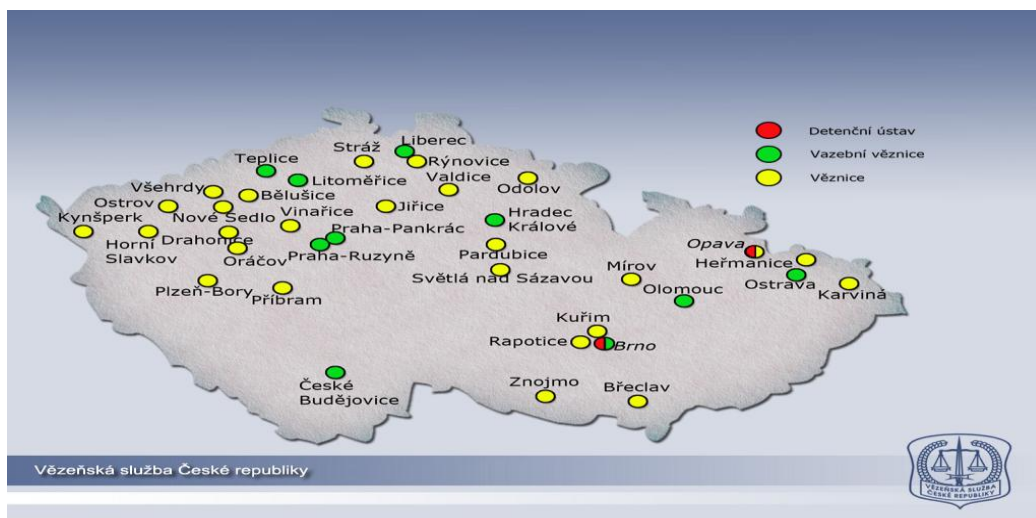 Liberec
Stráž
Rýnovice
Teplice
Litoměřice
Valdice
Odolov
Všehrdy
Bělušice
Ostrov
Nové Sedlo
Vinařice
Jiřice
Hradec
Králové
Kynšperk
Praha-Pankrác
Horní
Slavkov
Drahonice
Praha-Ruzyně
Pardubice
Oráčov
Světlá nad Sázavou
Plzeň-Bory
Příbram
Opava
Heřmanice
Mírov
Ostrava
Olomouc
Karviná
Kuřim
Rapotice
Brno
České
Budějovice
Znojmo
Břeclav
Detenční ústav
Vazební věznice
Věznice
Vězeňská služba České republiky
VĚZEŇSKÁ SLUŽBA
ČESKÉ REPUBLIKY